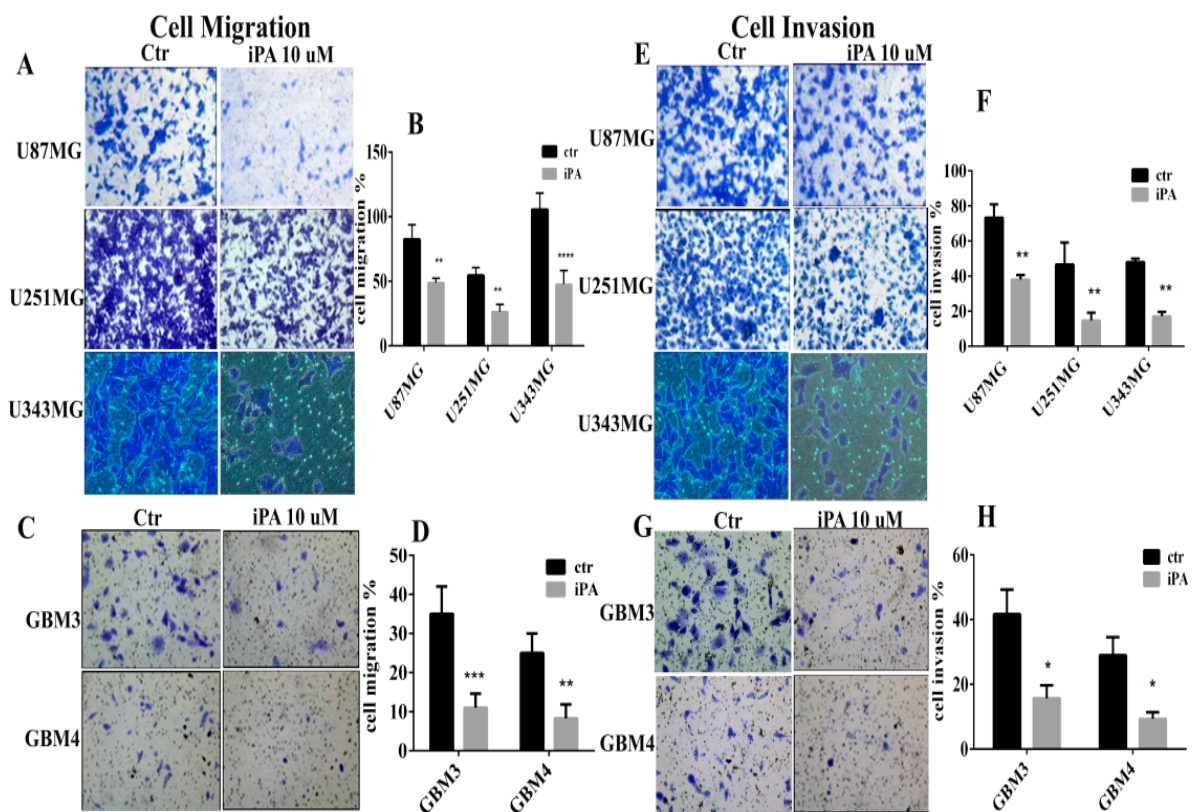 Cell Migration
Cell Invasion
A
Ctr
iPA 10 uM
U87MG
U251MG
U343MG
B
cell migration %
150
100
50
0
ctr
iPA
**
**
****
U87MG
U251MG
U343MG
E
Ctr
iPA 10 uM
U87MG
U251MG
U343MG
F
cell invasion %
80
60
40
20
0
ctr
iPA
**
**
**
U87MG
U251MG
U343MG
C
Ctr
iPA 10 uM
GBM3
GBM4
D
cell migration %
50
40
30
20
10
0
ctr
iPA
***
**
GBM3
GBM4
G
Ctr
iPA 10 uM
GBM3
GBM4
H
cell invasion %
60
40
20
0
ctr
iPA
*
*
GBM3
GBM4